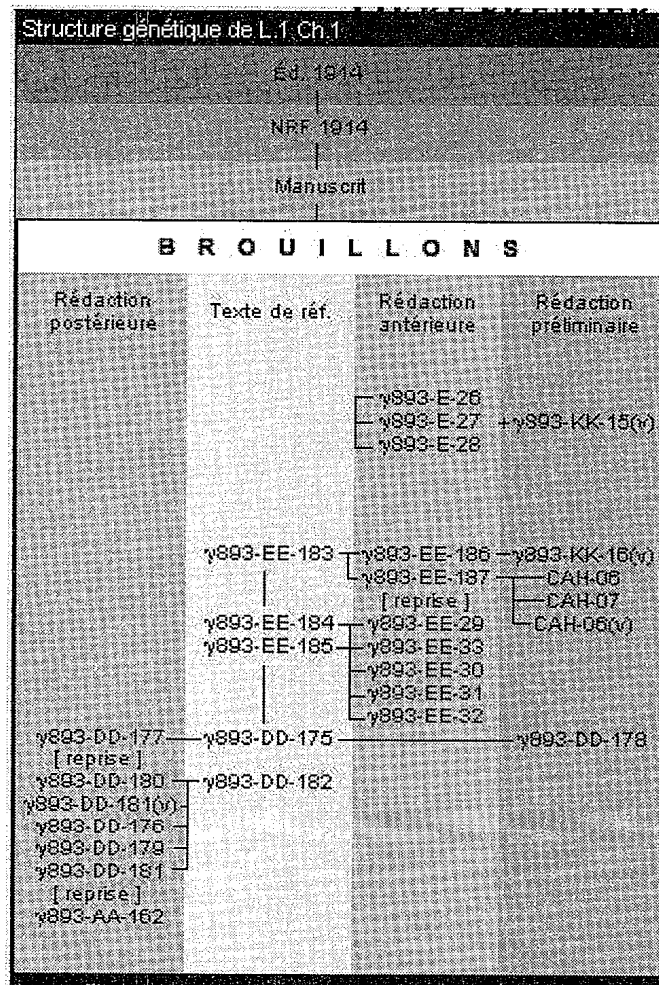 Structure génétique de L.1 Ch.1
Éd. 1914
NRF 1914
Manuscrit
BROUILLONS
Rédaction postérieure
Texte de réf.
Rédaction antérieure
Rédaction préliminaire
γ893-E-26
γ893-E-27 γ893-KK-15(v)
γ893-E-28
γ893-EE-183 γ893-EE-186 γ893-KK-16(v)
γ893-EE-187 CAH-06
[ reprise ] CAH-07
γ893-EE-184 γ893-EE-29 CAH-06(v)
γ893-EE-185 γ893-EE-33
γ893-EE-30
γ893-EE-31
γ893-EE-32
γ893-DD-177 γ893-DD-175 γ893-DD-178
[ reprise ]
γ893-DD-180 γ893-DD-182
γ893-DD-181(v)
γ893-DD-176
γ893-DD-179
γ893-DD-181
[ reprise ]
γ893-AA-162